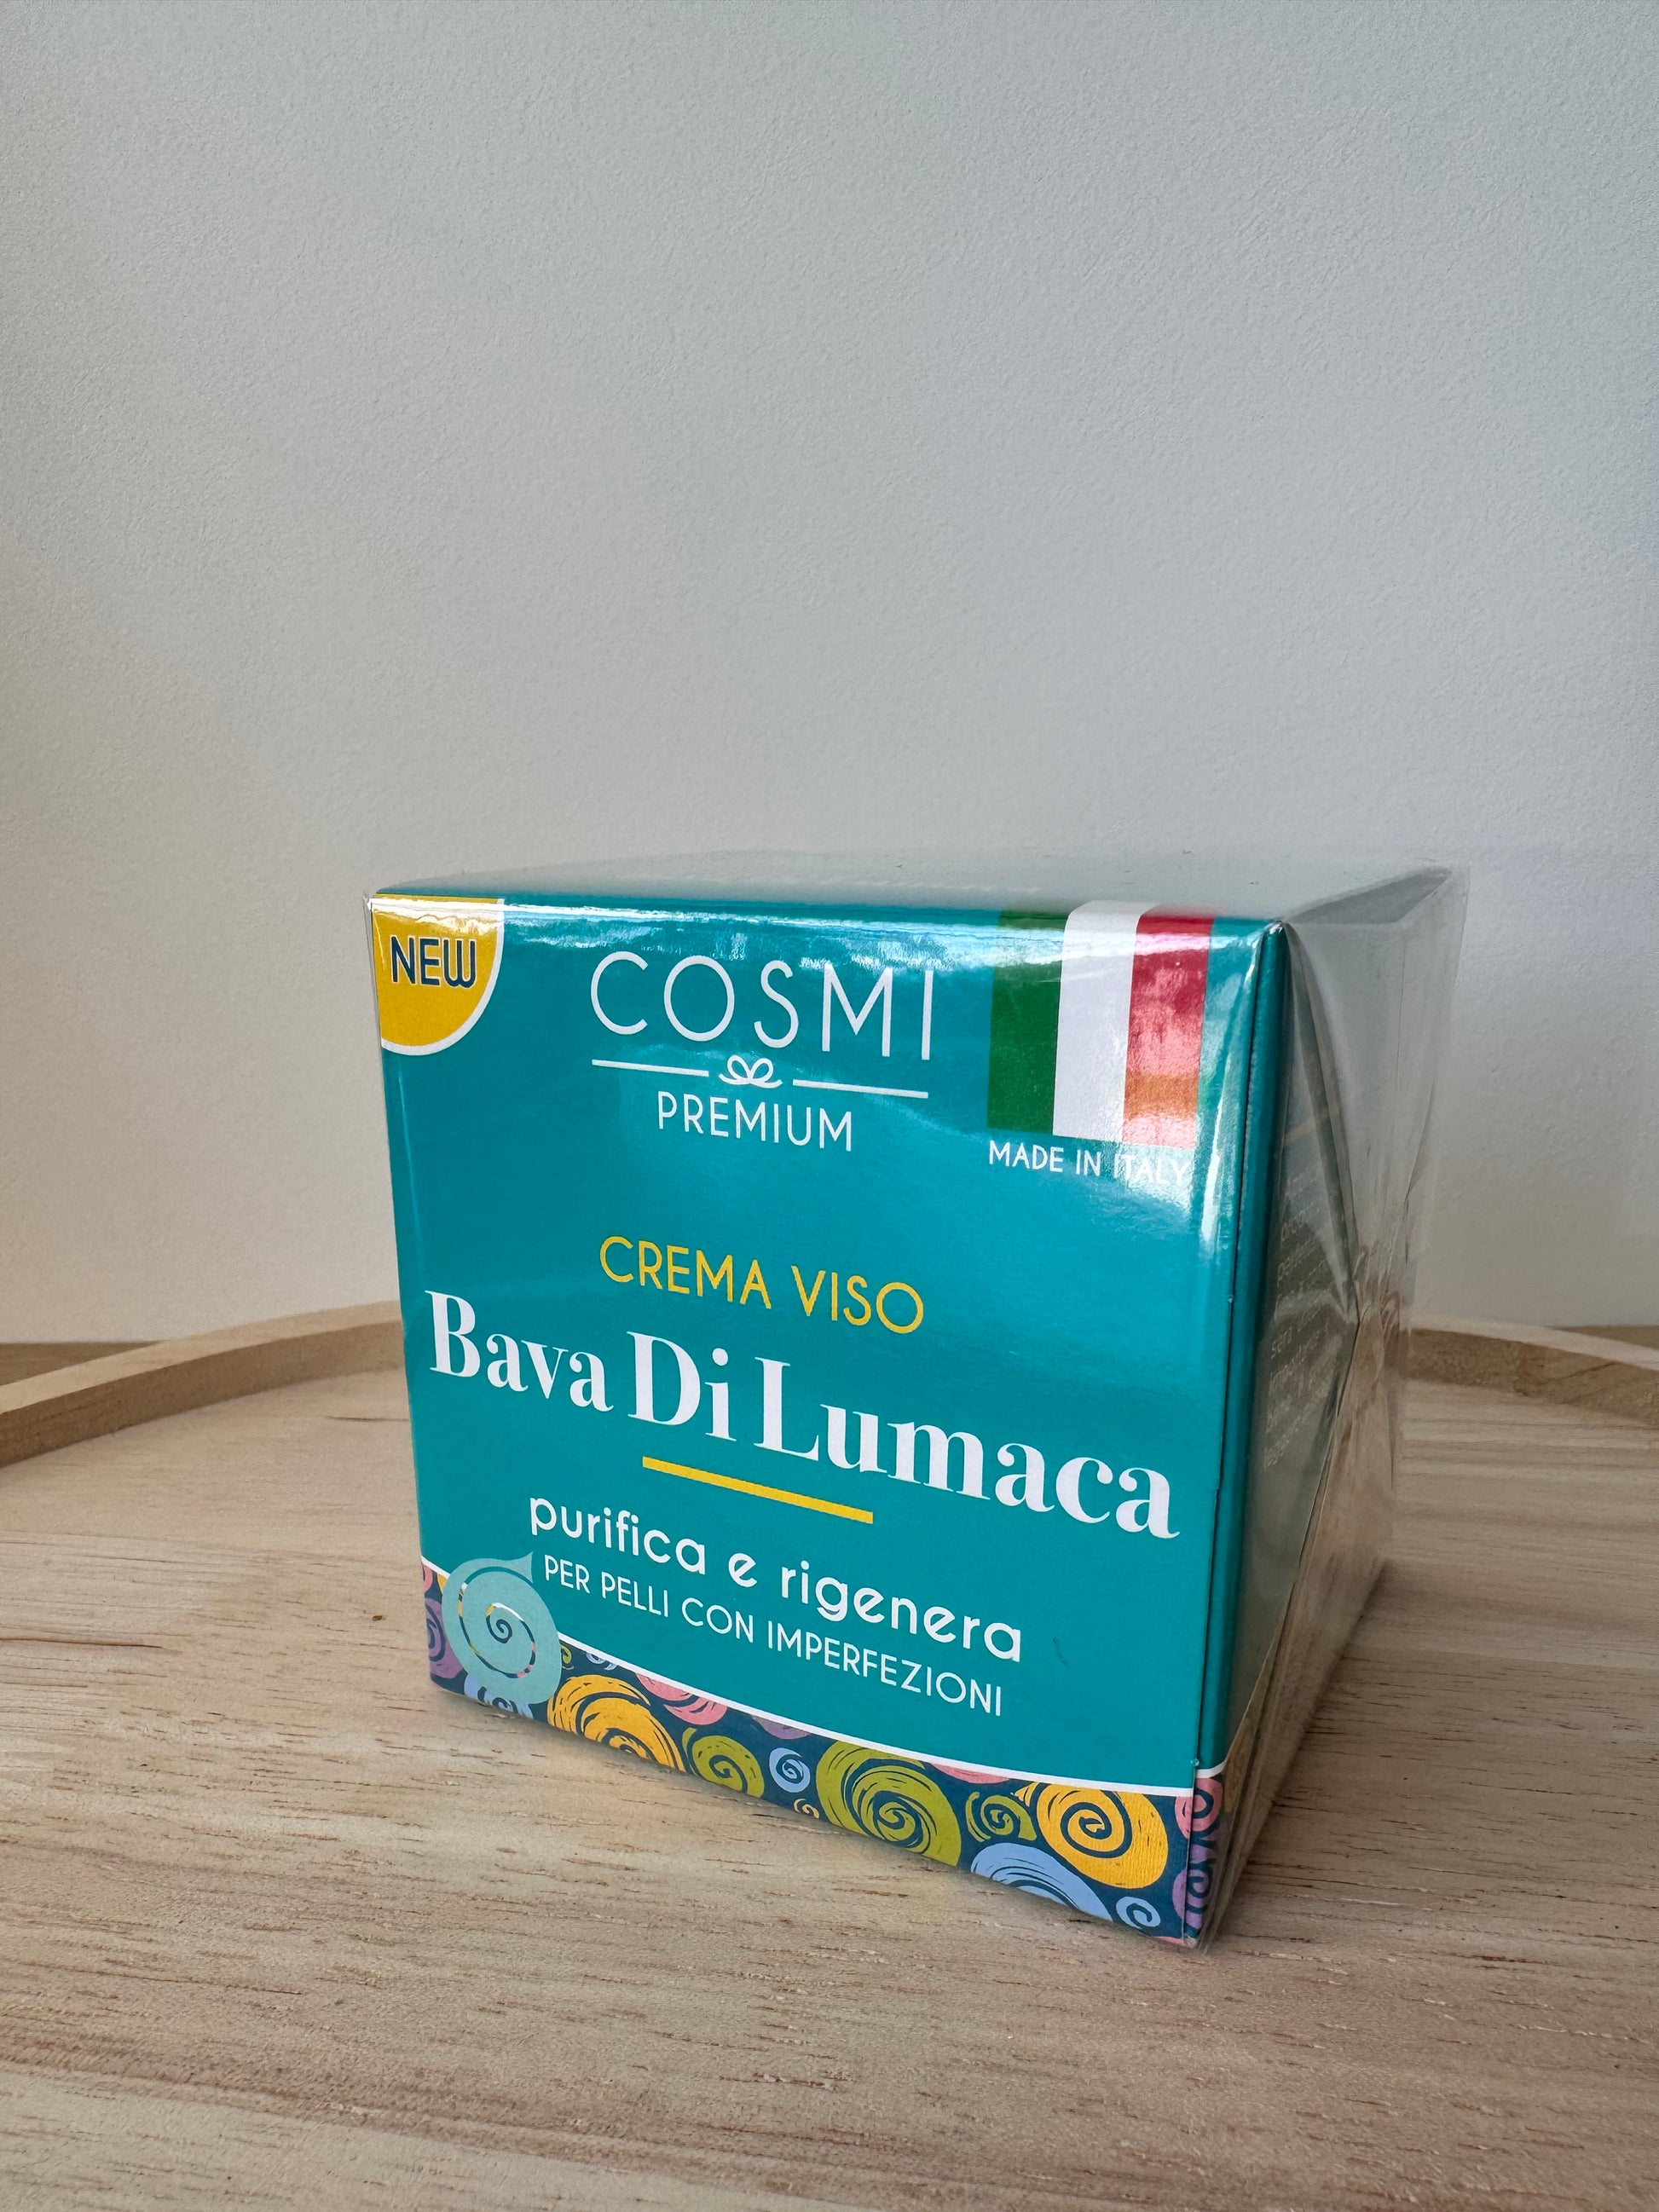 NEW
COSMI
PREMIUM
MADE IN ITALY
CREMA VISO
Bava Di Lumaca
purifica e rigenera
PER PELLI CON IMPERFEZIONI